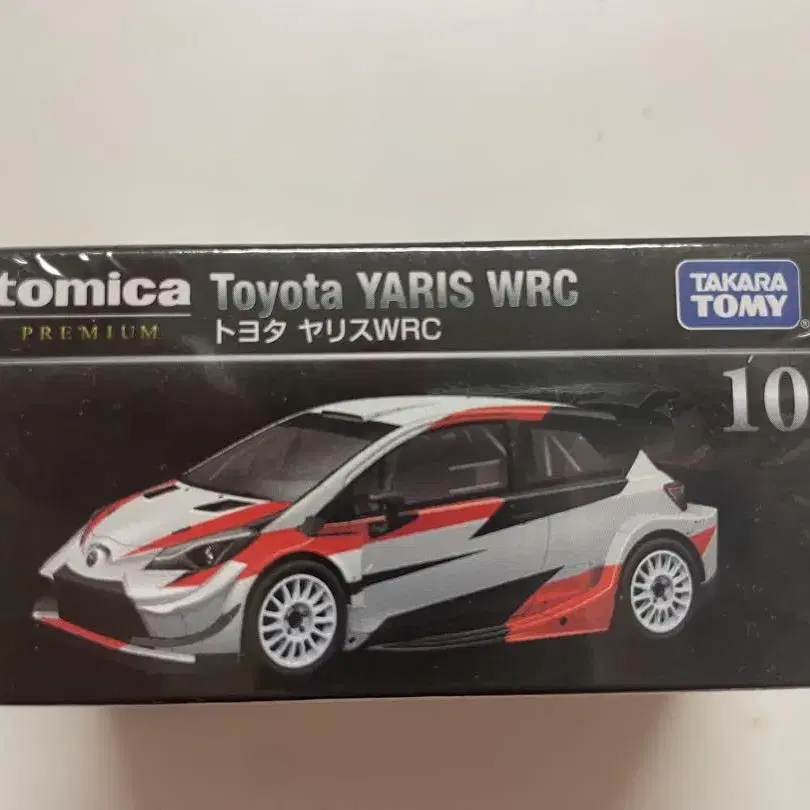 tomica
PREMIUM
Toyota YARIS WRC
トヨタ ヤリスWRC
TAKARA
TOMY
®
10